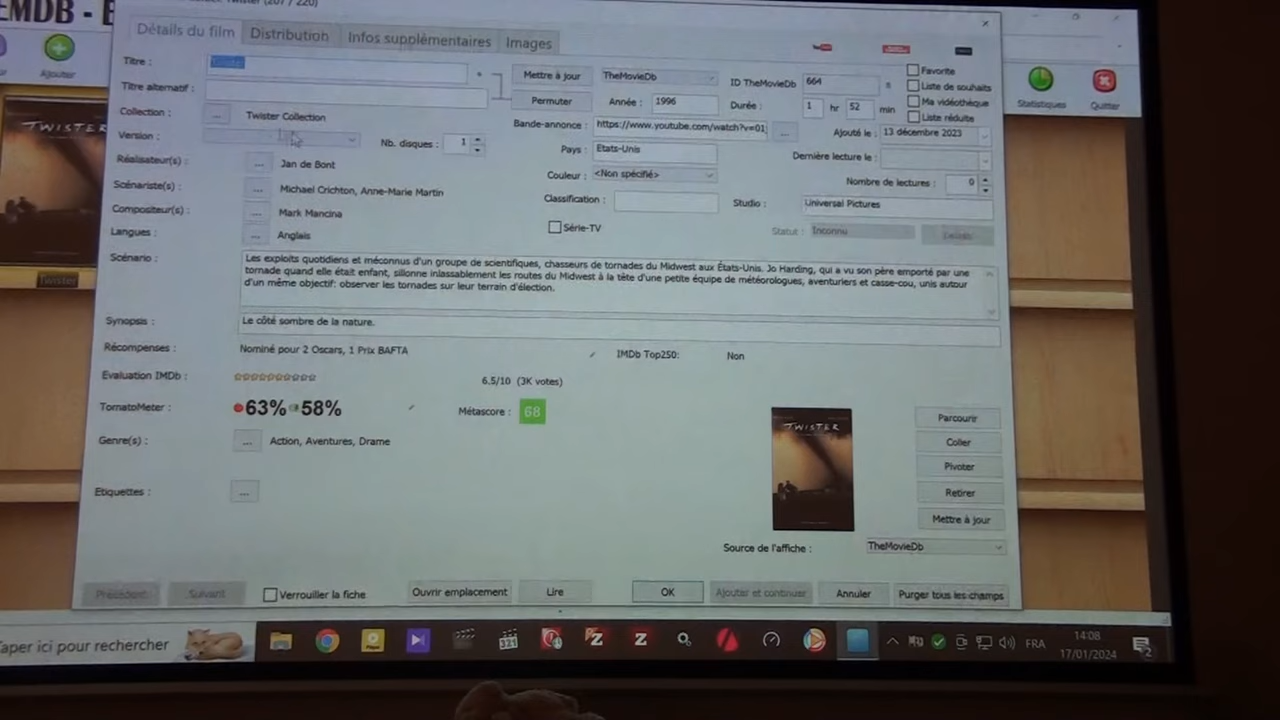 EMDB - E
Twister (207 / 220)
Détails du film
Distribution
Infos supplémentaires
Images
Ajouter
Statistiques
Quitter
Titre :
Mettre à jour
TheMovieDb
ID TheMovieDb
664
Favorite
Liste de souhaits
Ma vidéothèque
Liste réduite
Titre alternatif :
Permuter
Année :
1996
Durée :
1
hr
52
min
Collection :
...
Twister Collection
Bande-annonce :
https://www.youtube.com/watch?v=01
...
Ajouté le :
13 décembre 2023
Version :
Nb. disques :
1
Pays :
Etats-Unis
Dernière lecture le :
Réalisateur(s) :
...
Jan de Bont
Couleur :
<Non spécifié>
Nombre de lectures :
0
Scénariste(s) :
...
Michael Crichton, Anne-Marie Martin
Classification :
Studio :
Universal Pictures
Compositeur(s) :
...
Mark Mancina
Langues :
...
Anglais
Série-TV
Statut :
Inconnu
Scénario :
Les exploits quotidiens et méconnus d'un groupe de scientifiques, chasseurs de tornades du Midwest aux États-Unis. Jo Harding, qui a vu son père emporté par une
tornade quand elle était enfant, sillonne inlassablement les routes du Midwest à la tête d'une petite équipe de météorologues, aventuriers et casse-cou, unis autour
d'un même objectif: observer les tornades sur leur terrain d'élection.
Synopsis :
Le côté sombre de la nature.
Récompenses :
Nominé pour 2 Oscars, 1 Prix BAFTA
IMDb Top250:
Non
Evaluation IMDb :
6.5/10 (3K votes)
TomatoMeter :
63% 58%
Métascore :
68
Genre(s) :
...
Action, Aventures, Drame
Etiquettes :
...
TWISTER
Twister
TWISTER
Parcourir
Coller
Pivoter
Retirer
Mettre à jour
Source de l'affiche :
TheMovieDb
Précédent
Suivant
Verrouiller la fiche
Ouvrir emplacement
Lire
OK
Ajouter et continuer
Annuler
Purger tous les champs
Taper ici pour rechercher
321
Z
Z
FRA
14:08
17/01/2024
2